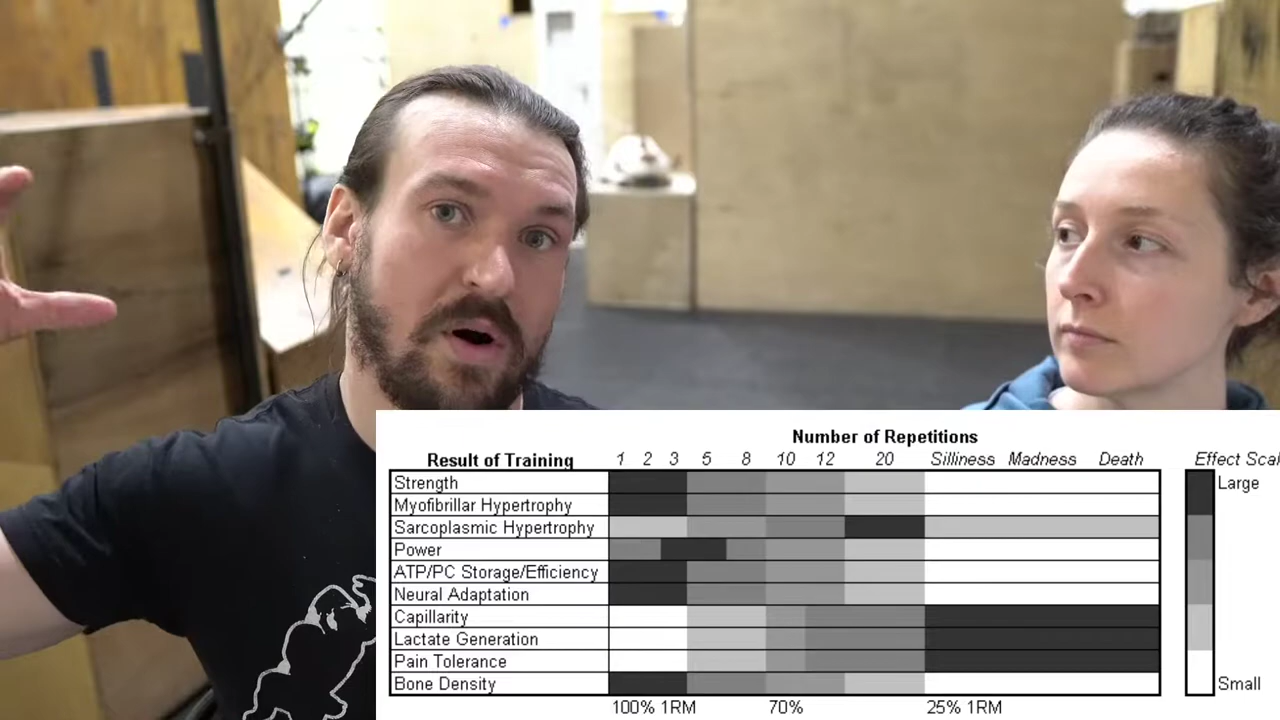 Number of Repetitions
Result of Training 1 2 3 5 8 10 12 20 Silliness Madness Death Effect Scal
Strength Large
Myofibrillar Hypertrophy
Sarcoplasmic Hypertrophy
Power
ATP/PC Storage/Efficiency
Neural Adaptation
Capillarity
Lactate Generation
Pain Tolerance
Bone Density Small
100% 1RM 70% 25% 1RM